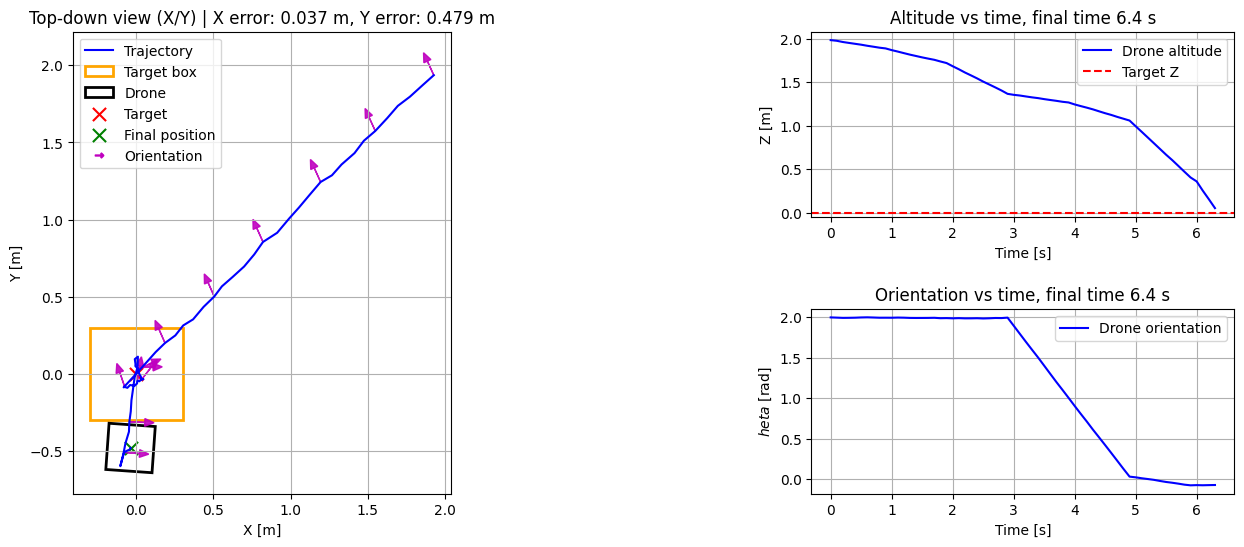 Top-down view (X/Y) | X error: 0.037 m, Y error: 0.479 m
Trajectory
Target box
Drone
Target
Final position
Orientation
2.0
1.5
1.0
0.5
0.0
−0.5
Y [m]
0.0
0.5
1.0
1.5
2.0
X [m]
Altitude vs time, final time 6.4 s
Drone altitude
Target Z
2.0
1.5
1.0
0.5
0.0
Z [m]
0
1
2
3
4
5
6
Time [s]
Orientation vs time, final time 6.4 s
Drone orientation
2.0
1.5
1.0
0.5
0.0
heta [rad]
0
1
2
3
4
5
6
Time [s]